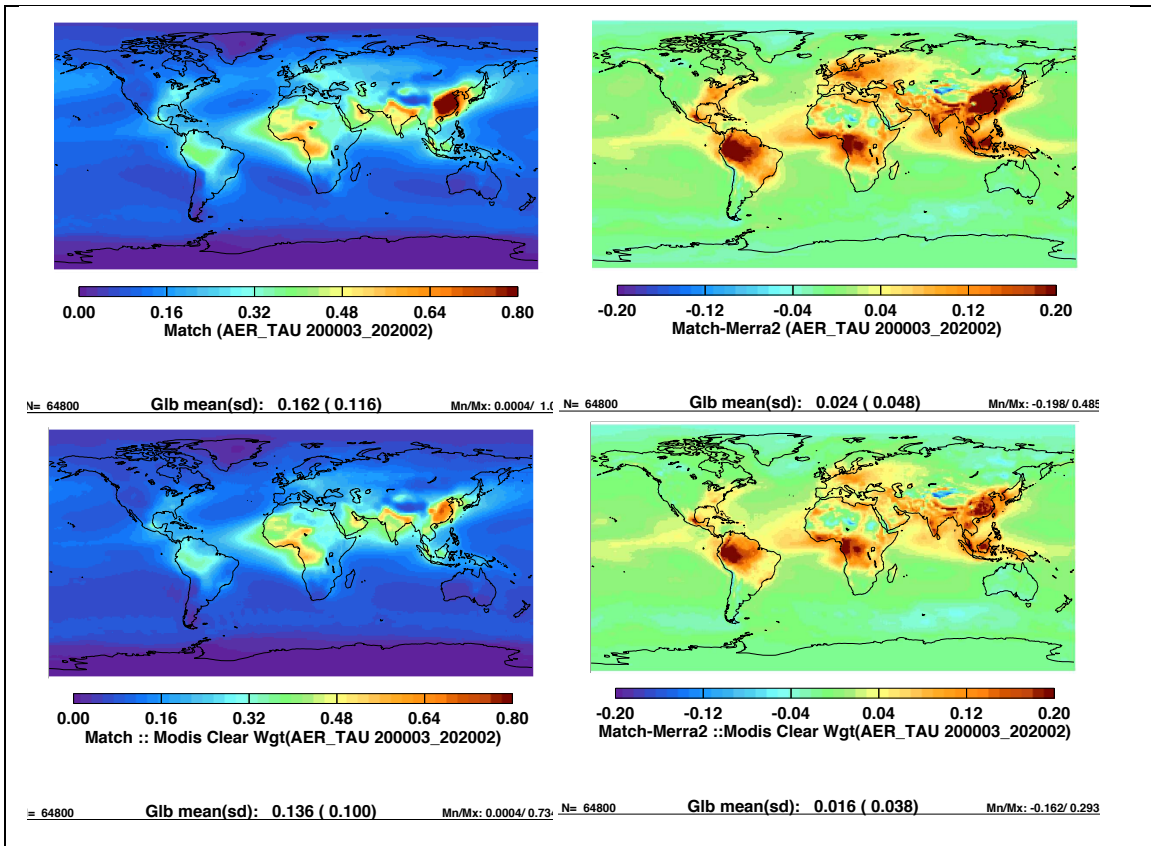 0.00 0.16 0.32 0.48 0.64 0.80
Match (AER_TAU 200003_202002)
-0.20 -0.12 -0.04 0.04 0.12 0.20
Match-Merra2 (AER_TAU 200003_202002)
N= 64800 Glb mean(sd): 0.162 ( 0.116) Mn/Mx: 0.0004/ 1.0
N= 64800 Glb mean(sd): 0.024 ( 0.048) Mn/Mx: -0.198/ 0.485
0.00 0.16 0.32 0.48 0.64 0.80
Match :: Modis Clear Wgt(AER_TAU 200003_202002)
-0.20 -0.12 -0.04 0.04 0.12 0.20
Match-Merra2 ::Modis Clear Wgt(AER_TAU 200003_202002)
= 64800 Glb mean(sd): 0.136 ( 0.100) Mn/Mx: 0.0004/ 0.734
N= 64800 Glb mean(sd): 0.016 ( 0.038) Mn/Mx: -0.162/ 0.293